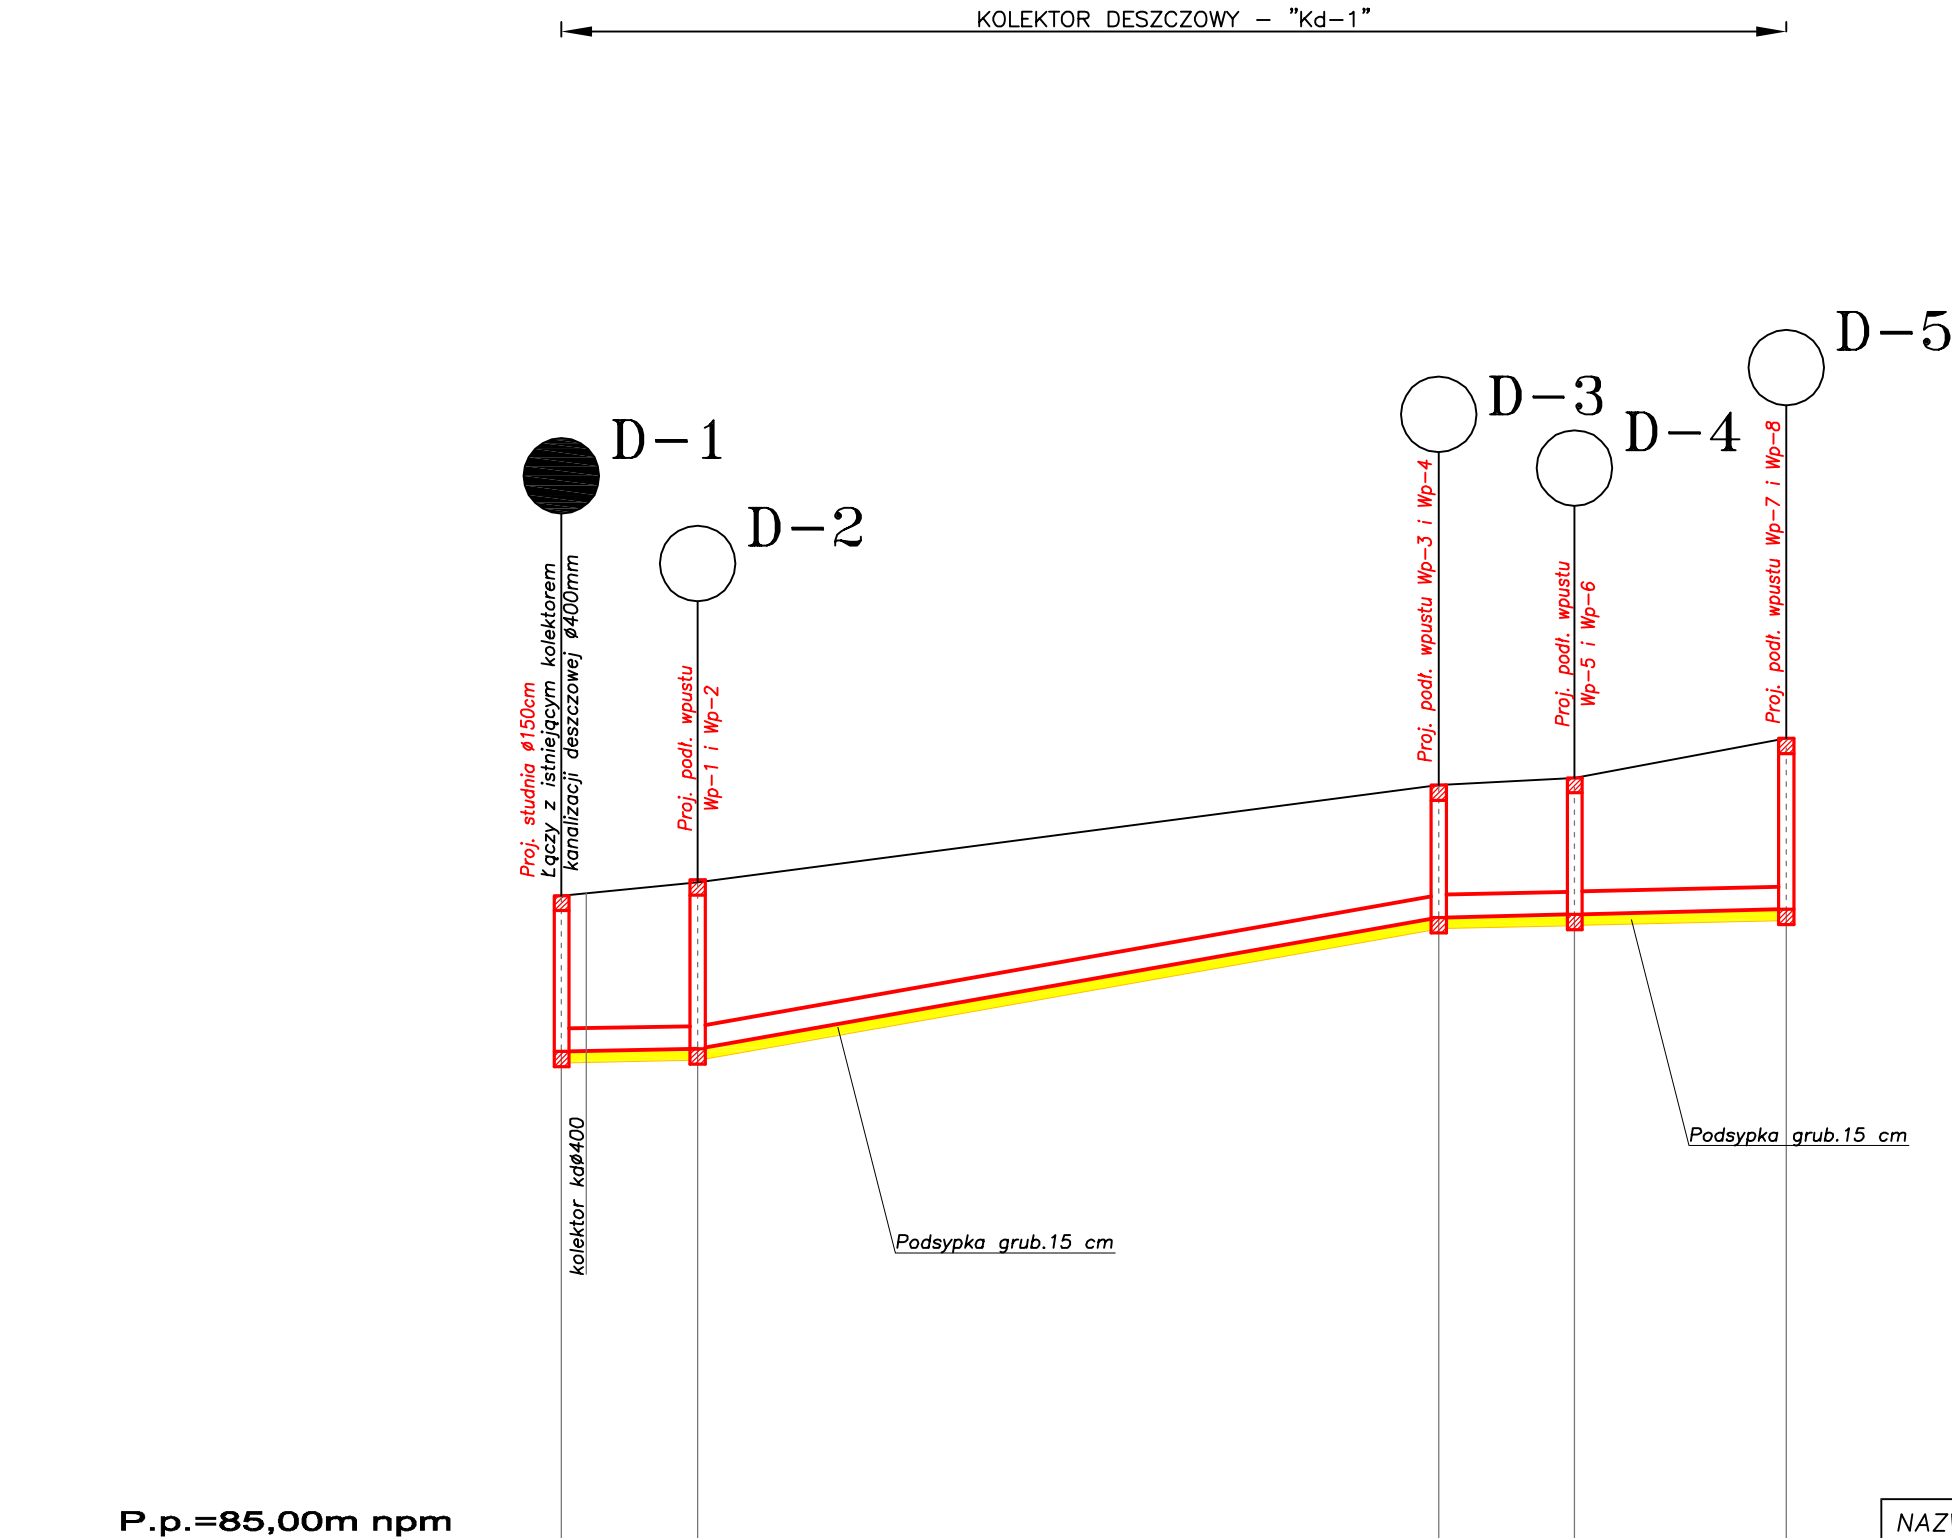 KOLEKTOR DESZCZOWY – "Kd–1"
D–1
D–2
D–3
D–4
D–5
Proj. studnia ø150cm
Łączy z istniejącym kolektorem
kanalizacji deszczowej ø400mm
Proj. podł. wpustu
Wp–1 i Wp–2
Proj. podł. wpustu Wp–3 i Wp–4
Proj. podł. wpustu
Wp–5 i Wp–6
Proj. podł. wpustu Wp–7 i Wp–8
kolektor kdø400
Podsypka grub.15 cm
Podsypka grub.15 cm
P.p.=85,00m npm